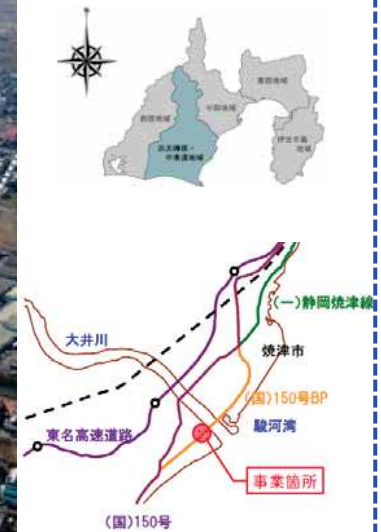 西部地域
志太榛原・
中東遠地域
中部地域
東部地域
伊豆半島
地域
(一)静岡焼津線
大井川
焼津市
(国)150号BP
東名高速道路
駿河湾
事業箇所
(国)150号